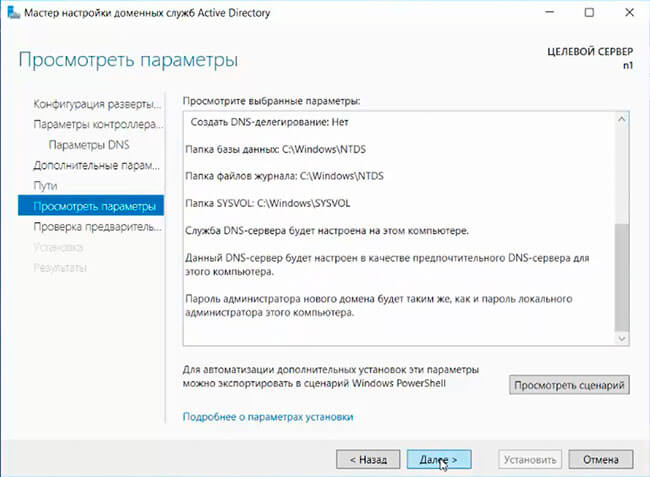 Мастер настройки доменных служб Active Directory
Просмотреть параметры
ЦЕЛЕВОЙ СЕРВЕР
n1
Конфигурация разверты...
Параметры контроллера...
Параметры DNS
Дополнительные парам...
Пути
Просмотреть параметры
Проверка предваритель...
Установка
Результаты
Просмотрите выбранные параметры:
Создать DNS-делегирование: Нет
Папка базы данных: C:\Windows\NTDS
Папка файлов журнала: C:\Windows\NTDS
Папка SYSVOL: C:\Windows\SYSVOL
Служба DNS-сервера будет настроена на этом компьютере.
Данный DNS-сервер будет настроен в качестве предпочтительного DNS-сервера для
этого компьютера.
Пароль администратора нового домена будет таким же, как и пароль локального
администратора этого компьютера.
Для автоматизации дополнительных установок эти параметры
можно экспортировать в сценарий Windows PowerShell
Просмотреть сценарий
Подробнее о параметрах установки
< Назад
Далее >
Установить
Отмена